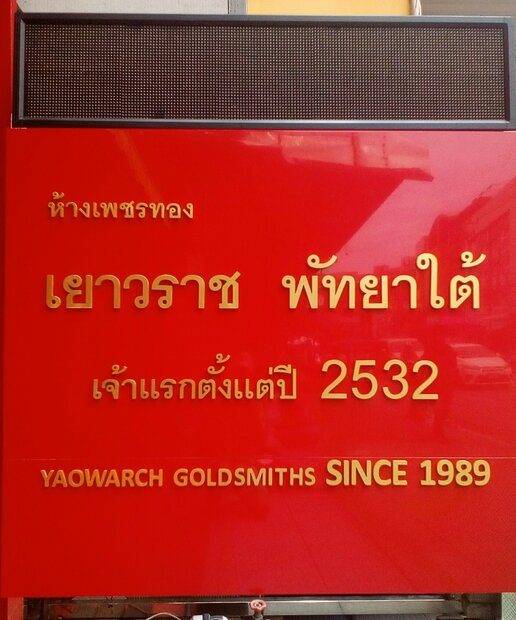 ห้างเพชรทอง
เยาวราช พัทยาใต้
เจ้าแรกตั้งแต่ปี 2532
YAOWARCH GOLDSMITHS SINCE 1989